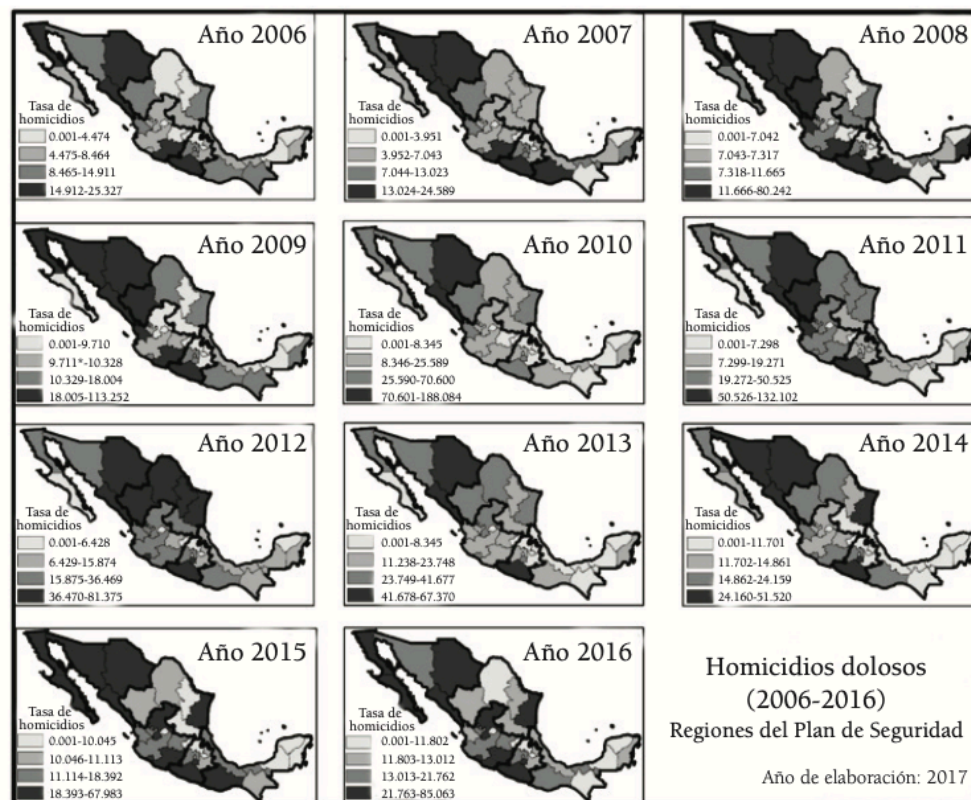 Año 2006
Tasa de
homicidios
0.001-4.474
4.475-8.464
8.465-14.911
14.912-25.327
Año 2007
Tasa de
homicidios
0.001-3.951
3.952-7.043
7.044-13.023
13.024-24.589
Año 2008
Tasa de
homicidios
0.001-7.042
7.043-7.317
7.318-11.665
11.666-80.242
Año 2009
Tasa de
homicidios
0.001-9.710
9.711*-10.328
10.329-18.004
18.005-113.252
Año 2010
Tasa de
homicidios
0.001-8.345
8.346-25.589
25.590-70.600
70.601-188.084
Año 2011
Tasa de
homicidios
0.001-7.298
7.299-19.271
19.272-50.525
50.526-132.102
Año 2012
Tasa de
homicidios
0.001-6.428
6.429-15.874
15.875-36.469
36.470-81.375
Año 2013
Tasa de
homicidios
0.001-8.345
11.238-23.748
23.749-41.677
41.678-67.370
Año 2014
Tasa de
homicidios
0.001-11.701
11.702-14.861
14.862-24.159
24.160-51.520
Año 2015
Tasa de
homicidios
0.001-10.045
10.046-11.113
11.114-18.392
18.393-67.983
Año 2016
Tasa de
homicidios
0.001-11.802
11.803-13.012
13.013-21.762
21.763-85.063
Homicidios dolosos
(2006-2016)
Regiones del Plan de Seguridad
Año de elaboración: 2017